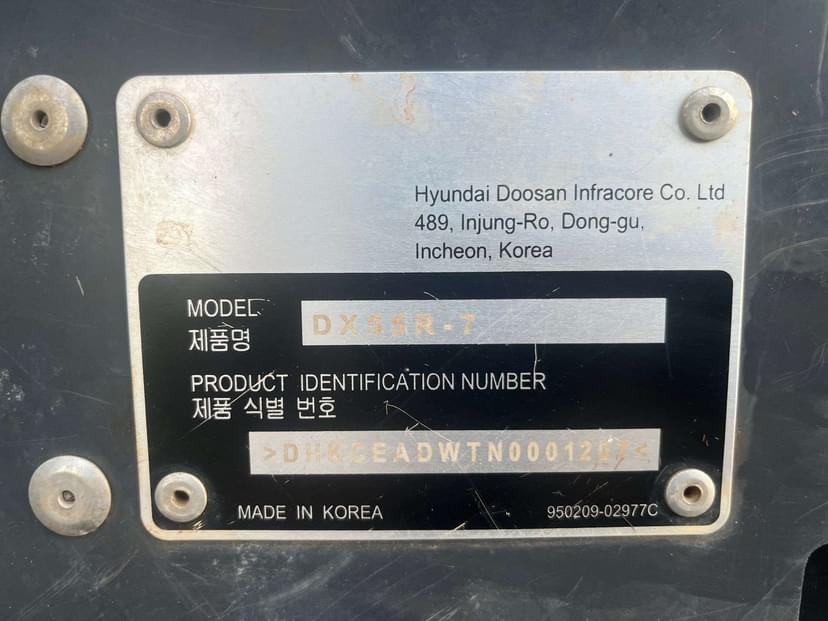 Hyundai Doosan Infracore Co. Ltd
489, Injung-Ro, Dong-gu,
Incheon, Korea
MODEL
DX55R-7
제품명
PRODUCT IDENTIFICATION NUMBER
제품 식별 번호
MADE IN KOREA
950209-02977C